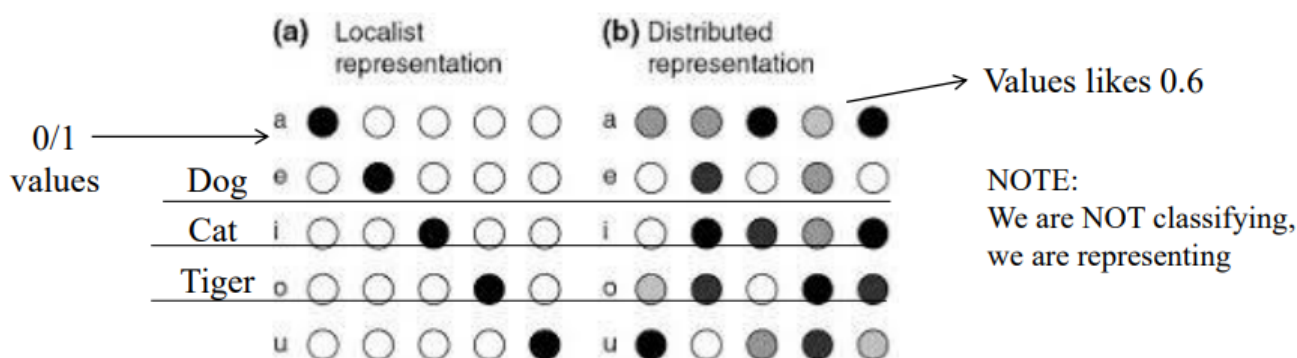 (a) Localist representation
(b) Distributed representation
Values likes 0.6
0/1 values
a
a
Dog
e
e
NOTE:
We are NOT classifying,
we are representing
Cat
i
i
Tiger
o
o
u
u